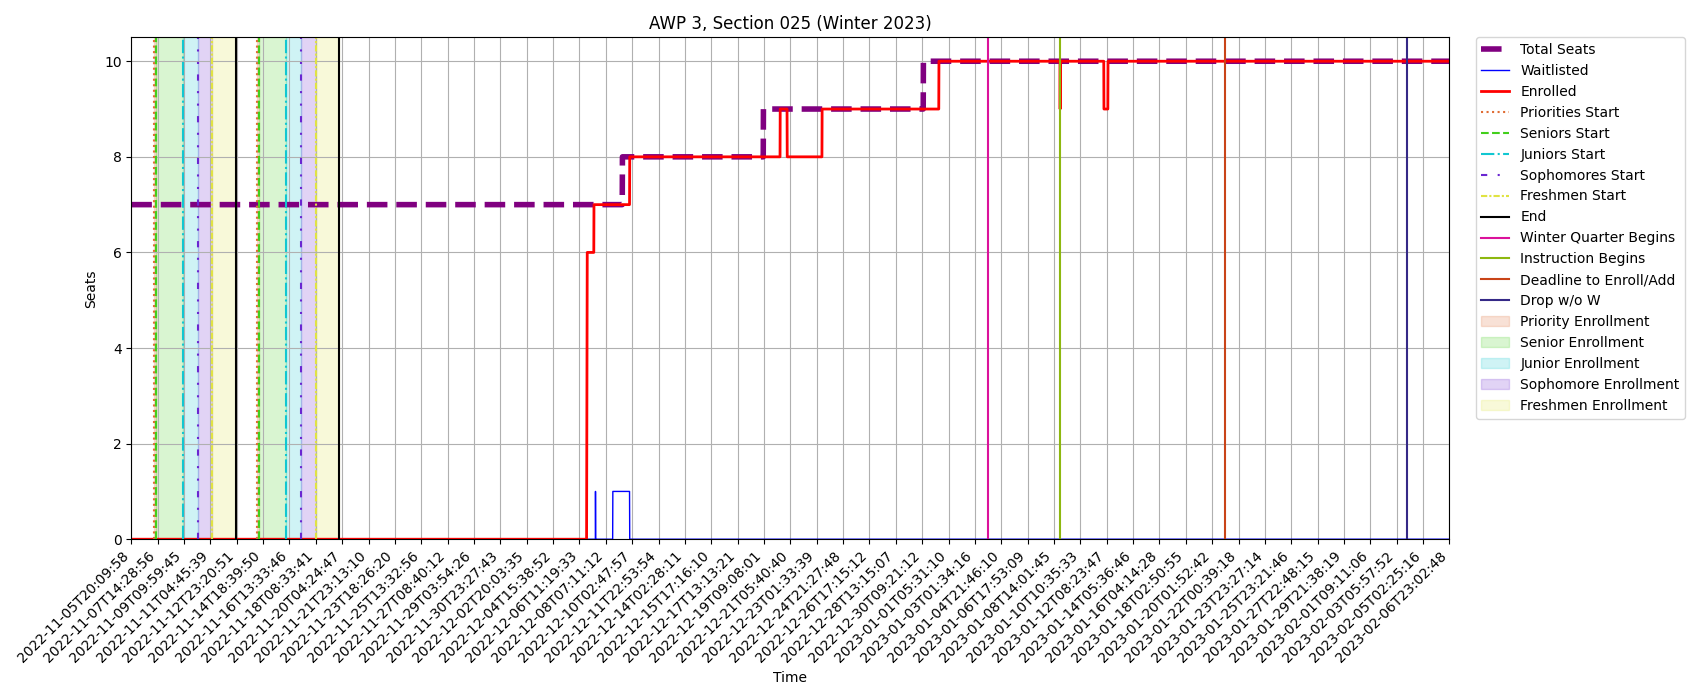 AWP 3, Section 025 (Winter 2023)
Seats
10
8
6
4
2
0
2022-11-05T20:09:58
2022-11-07T14:28:56
2022-11-09T09:59:45
2022-11-11T04:45:39
2022-11-12T23:20:51
2022-11-14T18:39:50
2022-11-16T13:33:46
2022-11-18T08:33:41
2022-11-20T04:24:47
2022-11-21T23:13:10
2022-11-23T18:26:20
2022-11-25T13:32:56
2022-11-27T08:40:12
2022-11-29T03:54:26
2022-11-30T23:27:43
2022-12-02T20:03:35
2022-12-04T15:38:52
2022-12-06T11:19:33
2022-12-08T07:11:12
2022-12-10T02:47:57
2022-12-11T22:53:54
2022-12-14T02:28:11
2022-12-15T17:16:10
2022-12-17T13:13:21
2022-12-19T09:08:01
2022-12-21T05:40:40
2022-12-23T01:33:39
2022-12-24T21:27:48
2022-12-26T17:15:12
2022-12-28T13:15:07
2022-12-30T09:21:12
2023-01-01T05:31:10
2023-01-03T01:34:16
2023-01-04T21:46:10
2023-01-06T17:53:09
2023-01-08T14:01:45
2023-01-10T10:35:33
2023-01-12T08:23:47
2023-01-14T05:36:46
2023-01-16T04:14:28
2023-01-18T02:50:55
2023-01-20T01:52:42
2023-01-22T00:39:18
2023-01-23T23:27:14
2023-01-25T23:21:46
2023-01-27T22:48:15
2023-01-29T21:38:19
2023-02-01T09:11:06
2023-02-03T05:57:52
2023-02-05T02:25:16
2023-02-06T23:02:48
Time
Total Seats
Waitlisted
Enrolled
Priorities Start
Seniors Start
Juniors Start
Sophomores Start
Freshmen Start
End
Winter Quarter Begins
Instruction Begins
Deadline to Enroll/Add
Drop w/o W
Priority Enrollment
Senior Enrollment
Junior Enrollment
Sophomore Enrollment
Freshmen Enrollment